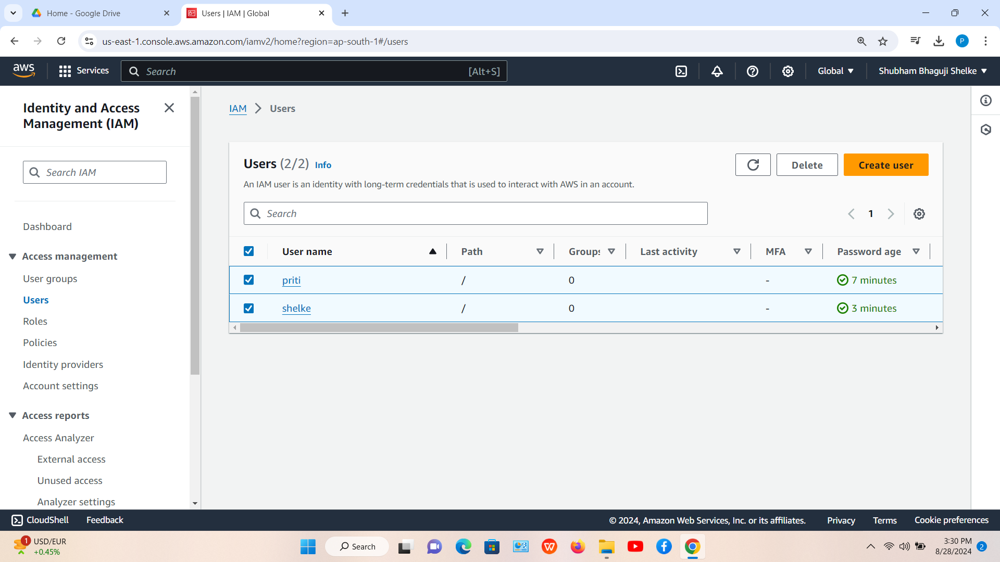 Home - Google Drive
Users | IAM | Global
us-east-1.console.aws.amazon.com/iamv2/home?region=ap-south-1#/users
P
aws
Services
Search
[Alt+S]
Global
Shubham Bhaguji Shelke
Identity and Access
Management (IAM)
Search IAM
Dashboard
Access management
User groups
Users
Roles
Policies
Identity providers
Account settings
Access reports
Access Analyzer
External access
Unused access
Analyzer settings
IAM > Users
Users (2/2) Info
Delete
Create user
An IAM user is an identity with long-term credentials that is used to interact with AWS in an account.
Search
1
User name Path Groups Last activity MFA Password age
priti / 0 - 7 minutes
shelke / 0 - 3 minutes
CloudShell Feedback
© 2024, Amazon Web Services, Inc. or its affiliates. Privacy Terms Cookie preferences
1
USD/EUR
+0.45%
Search
W
3:30 PM
8/28/2024
2